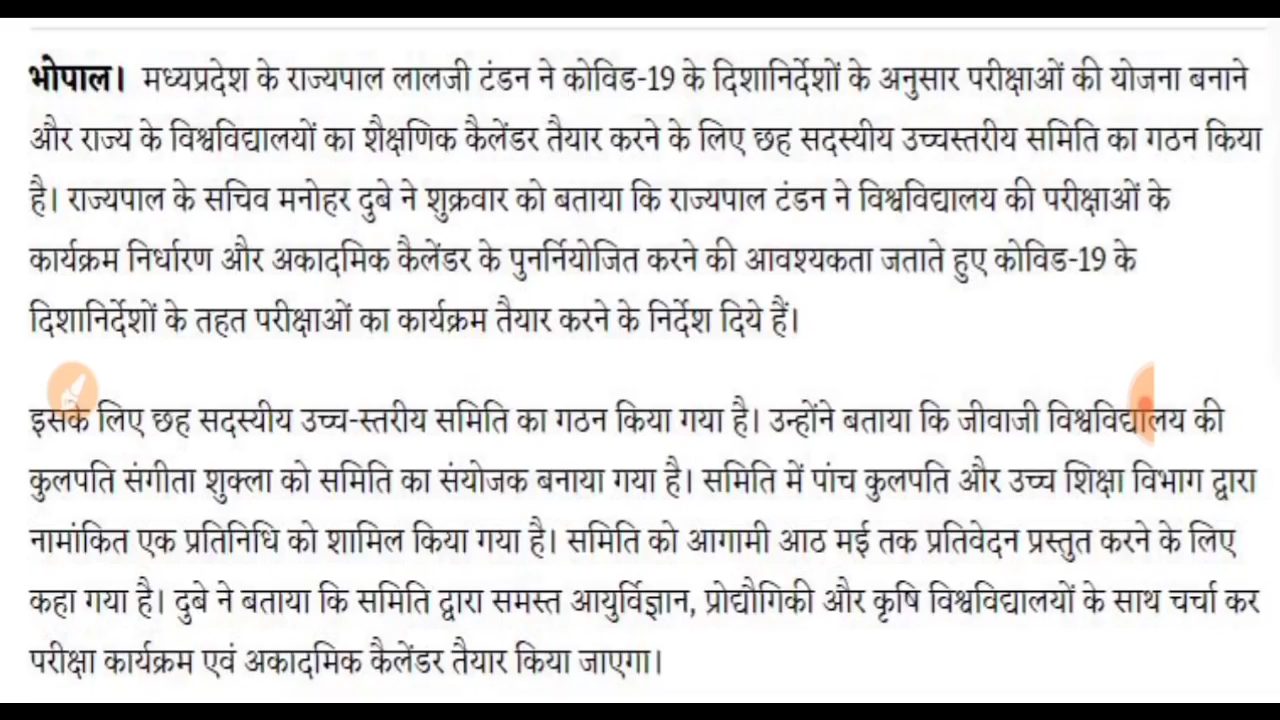 भोपाल। मध्यप्रदेश के राज्यपाल लालजी टंडन ने कोविड-19 के दिशानिर्देशों के अनुसार परीक्षाओं की योजना बनाने
और राज्य के विश्वविद्यालयों का शैक्षणिक कैलेंडर तैयार करने के लिए छह सदस्यीय उच्चस्तरीय समिति का गठन किया
है। राज्यपाल के सचिव मनोहर दुबे ने शुक्रवार को बताया कि राज्यपाल टंडन ने विश्वविद्यालय की परीक्षाओं के
कार्यक्रम निर्धारण और अकादमिक कैलेंडर के पुनर्नियोजित करने की आवश्यकता जताते हुए कोविड-19 के
दिशानिर्देशों के तहत परीक्षाओं का कार्यक्रम तैयार करने के निर्देश दिये हैं।
इसके लिए छह सदस्यीय उच्च-स्तरीय समिति का गठन किया गया है। उन्होंने बताया कि जीवाजी विश्वविद्यालय की
कुलपति संगीता शुक्ला को समिति का संयोजक बनाया गया है। समिति में पांच कुलपति और उच्च शिक्षा विभाग द्वारा
नामांकित एक प्रतिनिधि को शामिल किया गया है। समिति को आगामी आठ मई तक प्रतिवेदन प्रस्तुत करने के लिए
कहा गया है। दुबे ने बताया कि समिति द्वारा समस्त आयुर्विज्ञान, प्रोद्यौगिकी और कृषि विश्वविद्यालयों के साथ चर्चा कर
परीक्षा कार्यक्रम एवं अकादमिक कैलेंडर तैयार किया जाएगा।